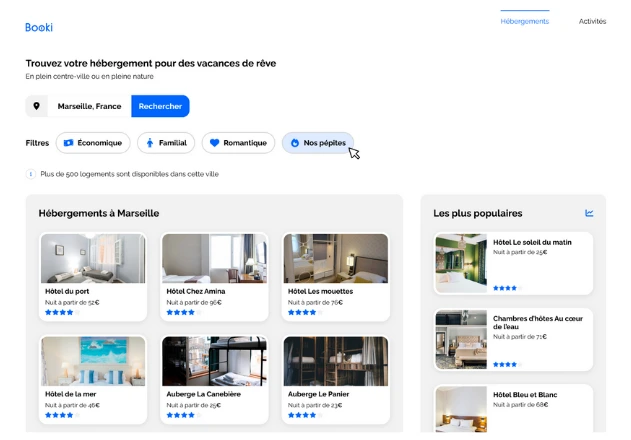 Booki
Hébergements
Activités
Trouvez votre hébergement pour des vacances de rêve
En plein centre-ville ou en pleine nature
Marseille, France
Rechercher
Filtres
Économique
Familial
Romantique
Nos pépites
i
Plus de 500 logements sont disponibles dans cette ville
Hébergements à Marseille
Hôtel du port
Nuit à partir de 52€
Hôtel Chez Amina
Nuit à partir de 96€
Hôtel Les mouettes
Nuit à partir de 76€
Hôtel de la mer
Nuit à partir de 46€
Auberge La Canebière
Nuit à partir de 25€
Auberge Le Panier
Nuit à partir de 23€
Les plus populaires
Hôtel Le soleil du matin
Nuit à partir de 25€
Chambres d'hôtes Au cœur
de l'eau
Nuit à partir de 71€
Hôtel Bleu et Blanc
Nuit à partir de 68€